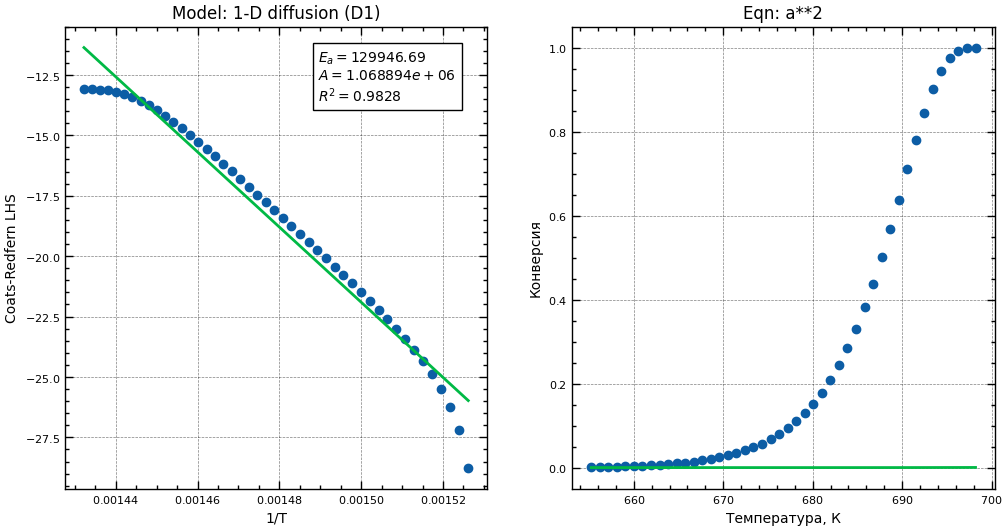 Model: 1-D diffusion (D1)
E_a = 129946.69
A = 1.068894e + 06
R^2 = 0.9828
Coats-Redfern LHS
−12.5
−15.0
−17.5
−20.0
−22.5
−25.0
−27.5
0.00144 0.00146 0.00148 0.00150 0.00152
1/T
Eqn: a**2
Конверсия
1.0
0.8
0.6
0.4
0.2
0.0
660 670 680 690 700
Температура, К